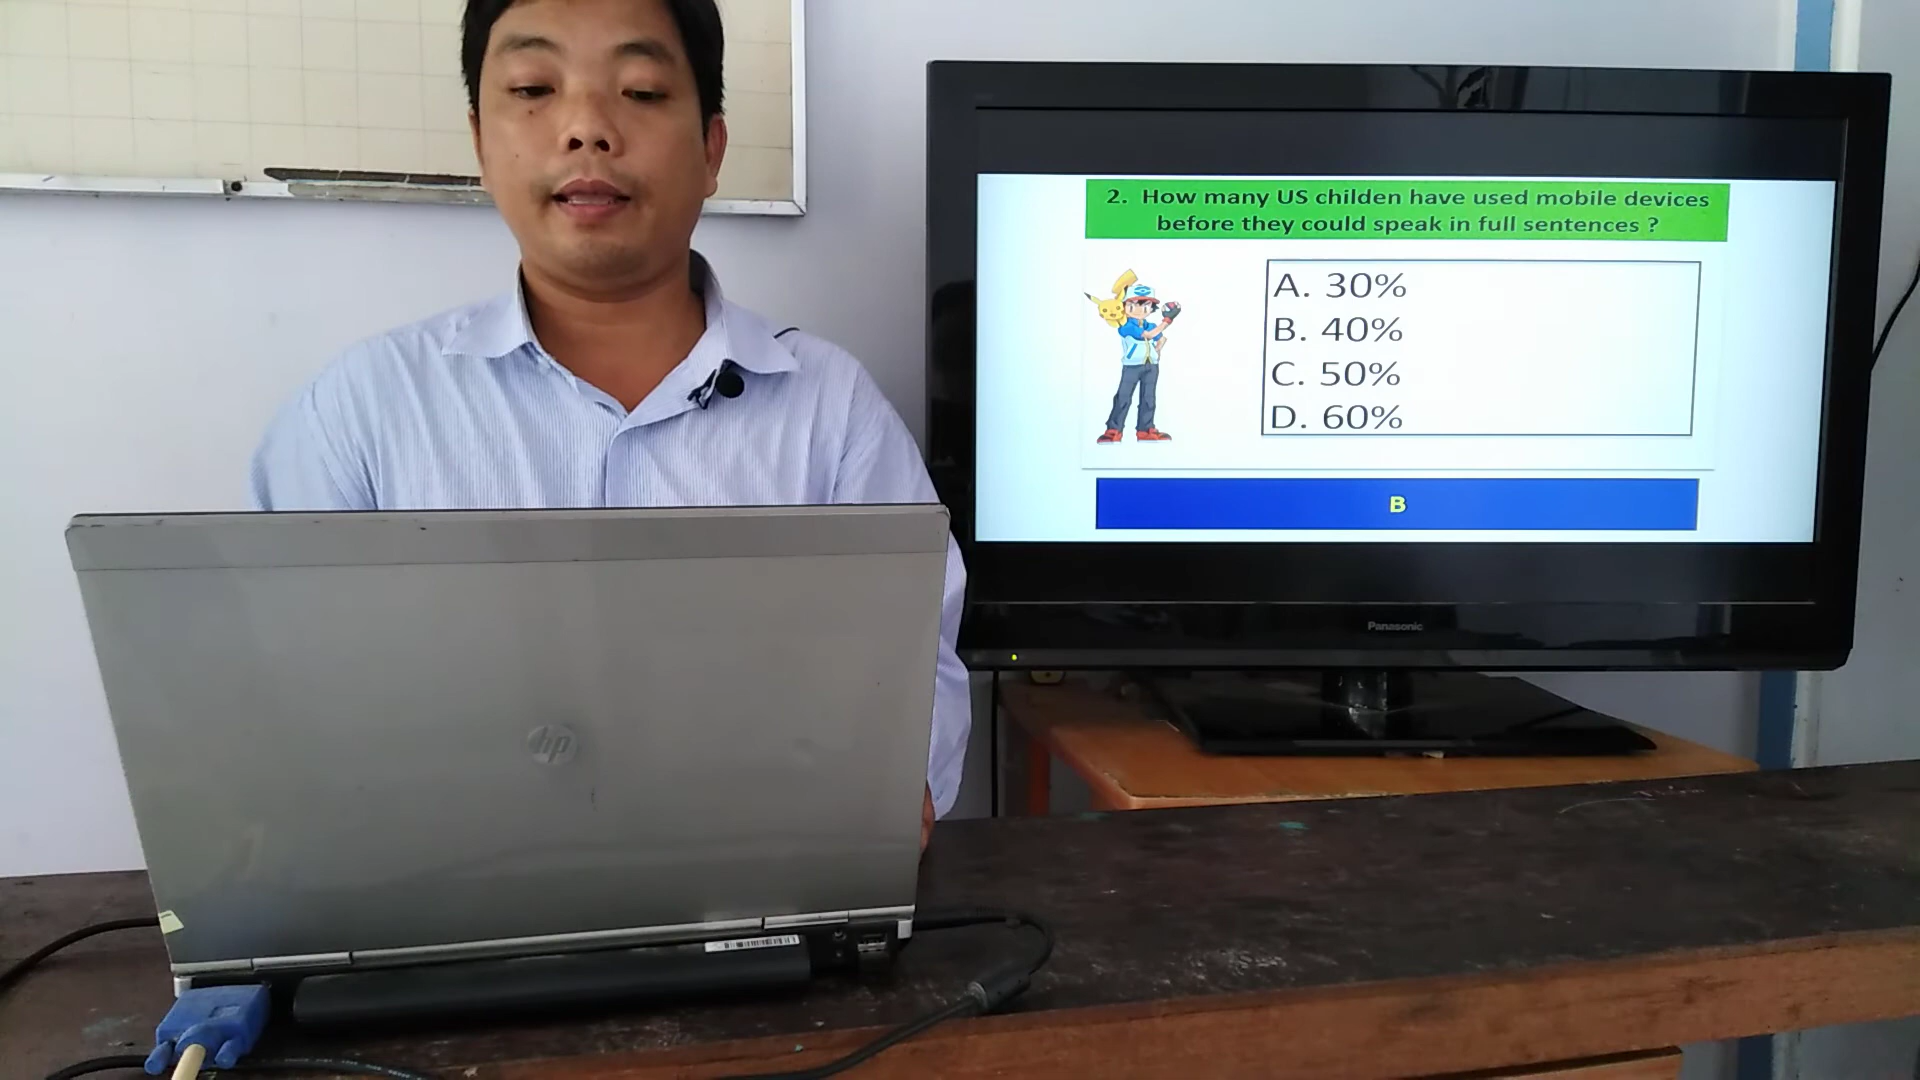 2. How many US childen have used mobile devices
before they could speak in full sentences ?
A. 30%
B. 40%
C. 50%
D. 60%
B
Panasonic
hp